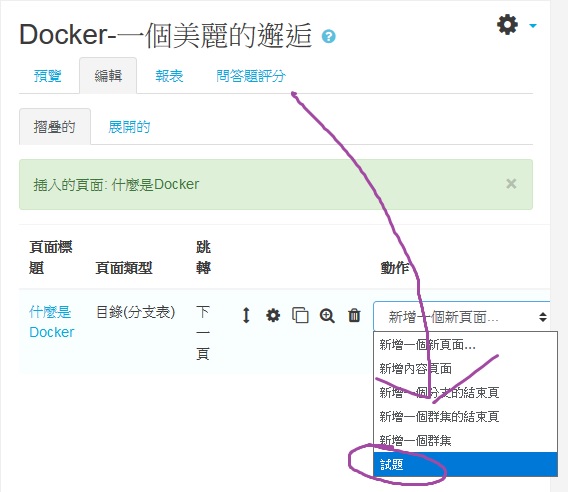 Docker-一個美麗的邂逅
預覽 編輯 報表 問答題評分
摺疊的 展開的
插入的頁面: 什麼是Docker ×
頁面標題 頁面類型 跳轉 動作
什麼是Docker 目錄(分支表) 下一頁 新增一個新頁面...
新增一個新頁面...
新增內容頁面
新增一個分支的結束頁
新增一個群集的結束頁
新增一個群集
試題